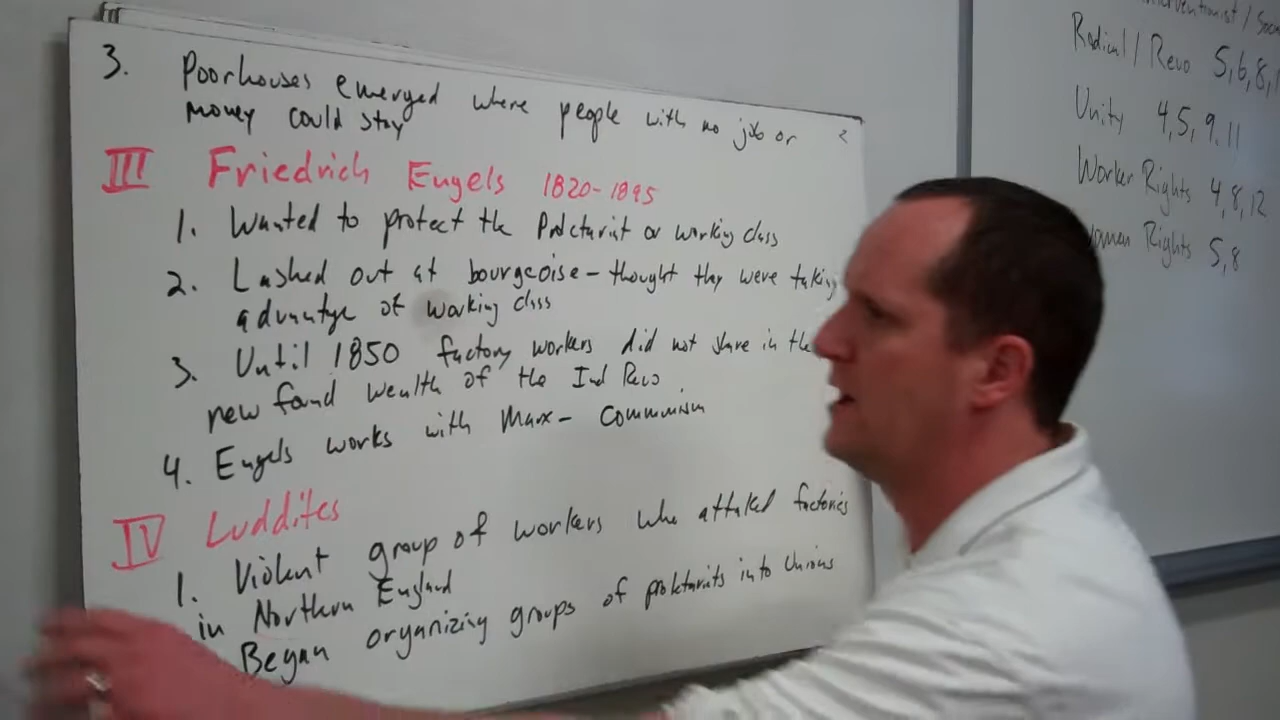 3. Poorhouses emerged where people with no job or
money could stay
III Friedrich Engels 1820-1895
1. Wanted to protect the Proletariat or working class
2. Lashed out at bourgeoise - thought they were taking
advantage of working class
3. Until 1850 factory workers did not share in the
new found wealth of the Ind Revo.
4. Engels works with Marx - Communism
IV Luddites
1. Violent group of workers who attaked factories
in Northern England
Began organizing groups of proletariats into Unions
Radical / Revo 5,6,8,
Unity 4,5,9,11
Worker Rights 4,8,12
Rights 5,8